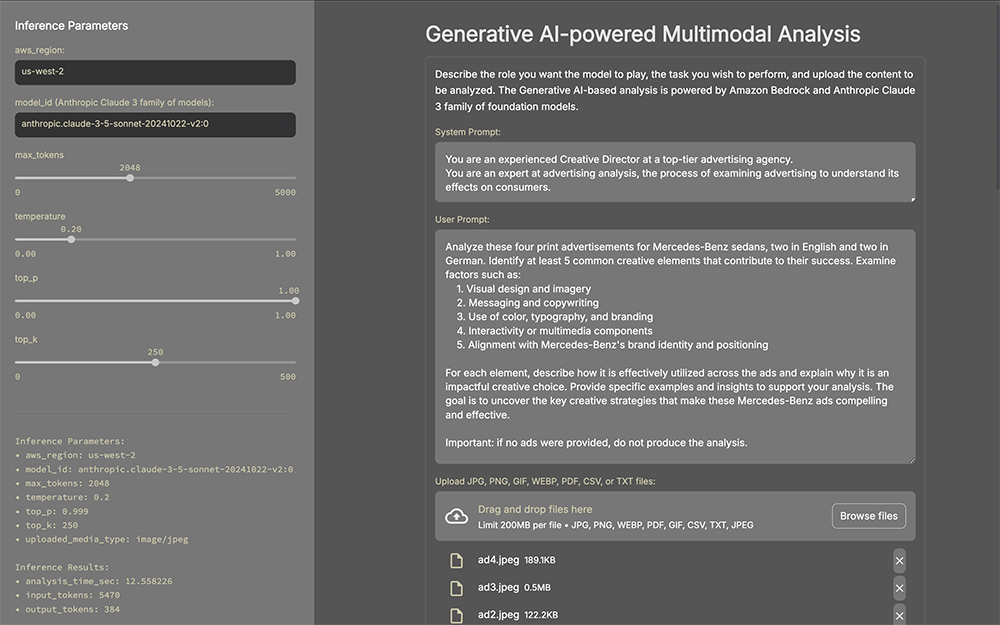 Inference Parameters
aws_region:
us-west-2
model_id (Anthropic Claude 3 family of models):
anthropic.claude-3-5-sonnet-20241022-v2:0
max_tokens
2048
0 5000
temperature
0.20
0.00 1.00
top_p
1.00
0.00 1.00
top_k
250
0 500
Inference Parameters:
• aws_region: us-west-2
• model_id: anthropic.claude-3-5-sonnet-20241022-v2:0
• max_tokens: 2048
• temperature: 0.2
• top_p: 0.999
• top_k: 250
• uploaded_media_type: image/jpeg
Inference Results:
• analysis_time_sec: 12.558226
• input_tokens: 5470
• output_tokens: 384
Generative AI-powered Multimodal Analysis
Describe the role you want the model to play, the task you wish to perform, and upload the content to
be analyzed. The Generative AI-based analysis is powered by Amazon Bedrock and Anthropic Claude
3 family of foundation models.
System Prompt:
You are an experienced Creative Director at a top-tier advertising agency.
You are an expert at advertising analysis, the process of examining advertising to understand its
effects on consumers.
User Prompt:
Analyze these four print advertisements for Mercedes-Benz sedans, two in English and two in
German. Identify at least 5 common creative elements that contribute to their success. Examine
factors such as:
1. Visual design and imagery
2. Messaging and copywriting
3. Use of color, typography, and branding
4. Interactivity or multimedia components
5. Alignment with Mercedes-Benz's brand identity and positioning
For each element, describe how it is effectively utilized across the ads and explain why it is an
impactful creative choice. Provide specific examples and insights to support your analysis. The
goal is to uncover the key creative strategies that make these Mercedes-Benz ads compelling
and effective.
Important: if no ads were provided, do not produce the analysis.
Upload JPG, PNG, GIF, WEBP, PDF, CSV, or TXT files:
Drag and drop files here
Limit 200MB per file • JPG, PNG, WEBP, PDF, GIF, CSV, TXT, JPEG
Browse files
ad4.jpeg 189.1KB
ad3.jpeg 0.5MB
ad2.jpeg 122.2KB